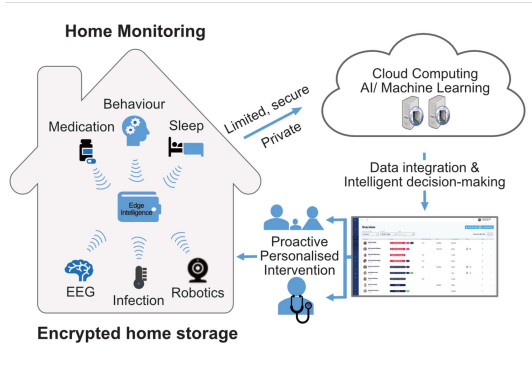 Home Monitoring
Behaviour
Medication
Sleep
Edge
Intelligence
EEG
Infection
Robotics
Encrypted home storage
Limited, secure
Private
Cloud Computing
AI/ Machine Learning
Data integration &
Intelligent decision-making
Overview
Proactive
Personalised
Intervention